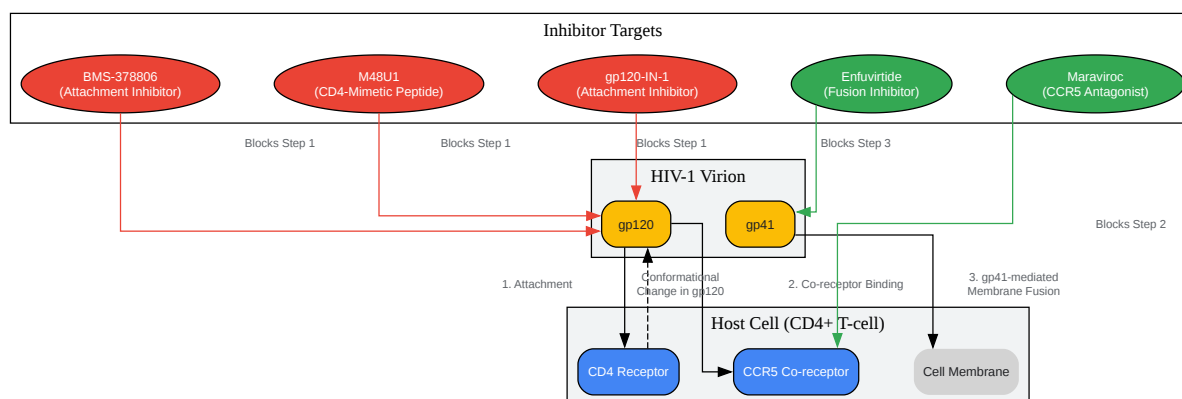 Inhibitor Targets
BMS-378806
(Attachment Inhibitor)
M48U1
(CD4-Mimetic Peptide)
gp120-IN-1
(Attachment Inhibitor)
Enfuvirtide
(Fusion Inhibitor)
Maraviroc
(CCR5 Antagonist)
Blocks Step 1
Blocks Step 1
Blocks Step 1
Blocks Step 3
HIV-1 Virion
gp120
gp41
Blocks Step 2
1. Attachment
Conformational
Change in gp120
2. Co-receptor Binding
3. gp41-mediated
Membrane Fusion
Host Cell (CD4+ T-cell)
CD4 Receptor
CCR5 Co-receptor
Cell Membrane